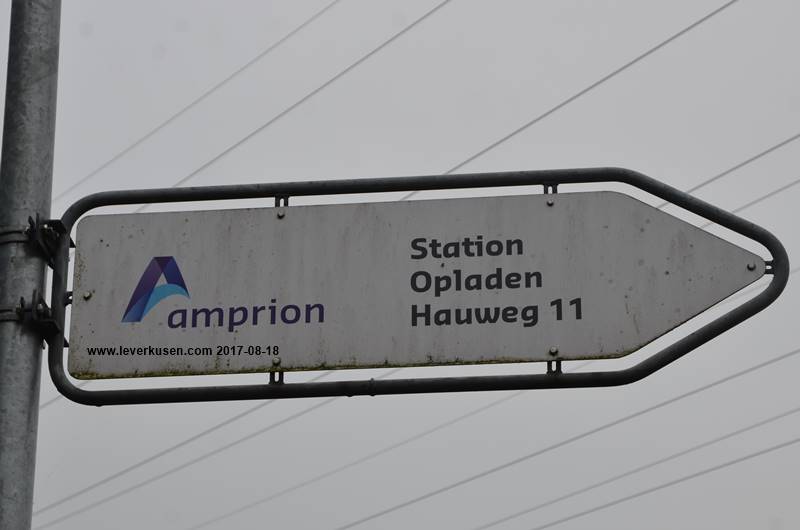 amprion
Station
Opladen
Hauweg 11
www.leverkusen.com 2017-08-18